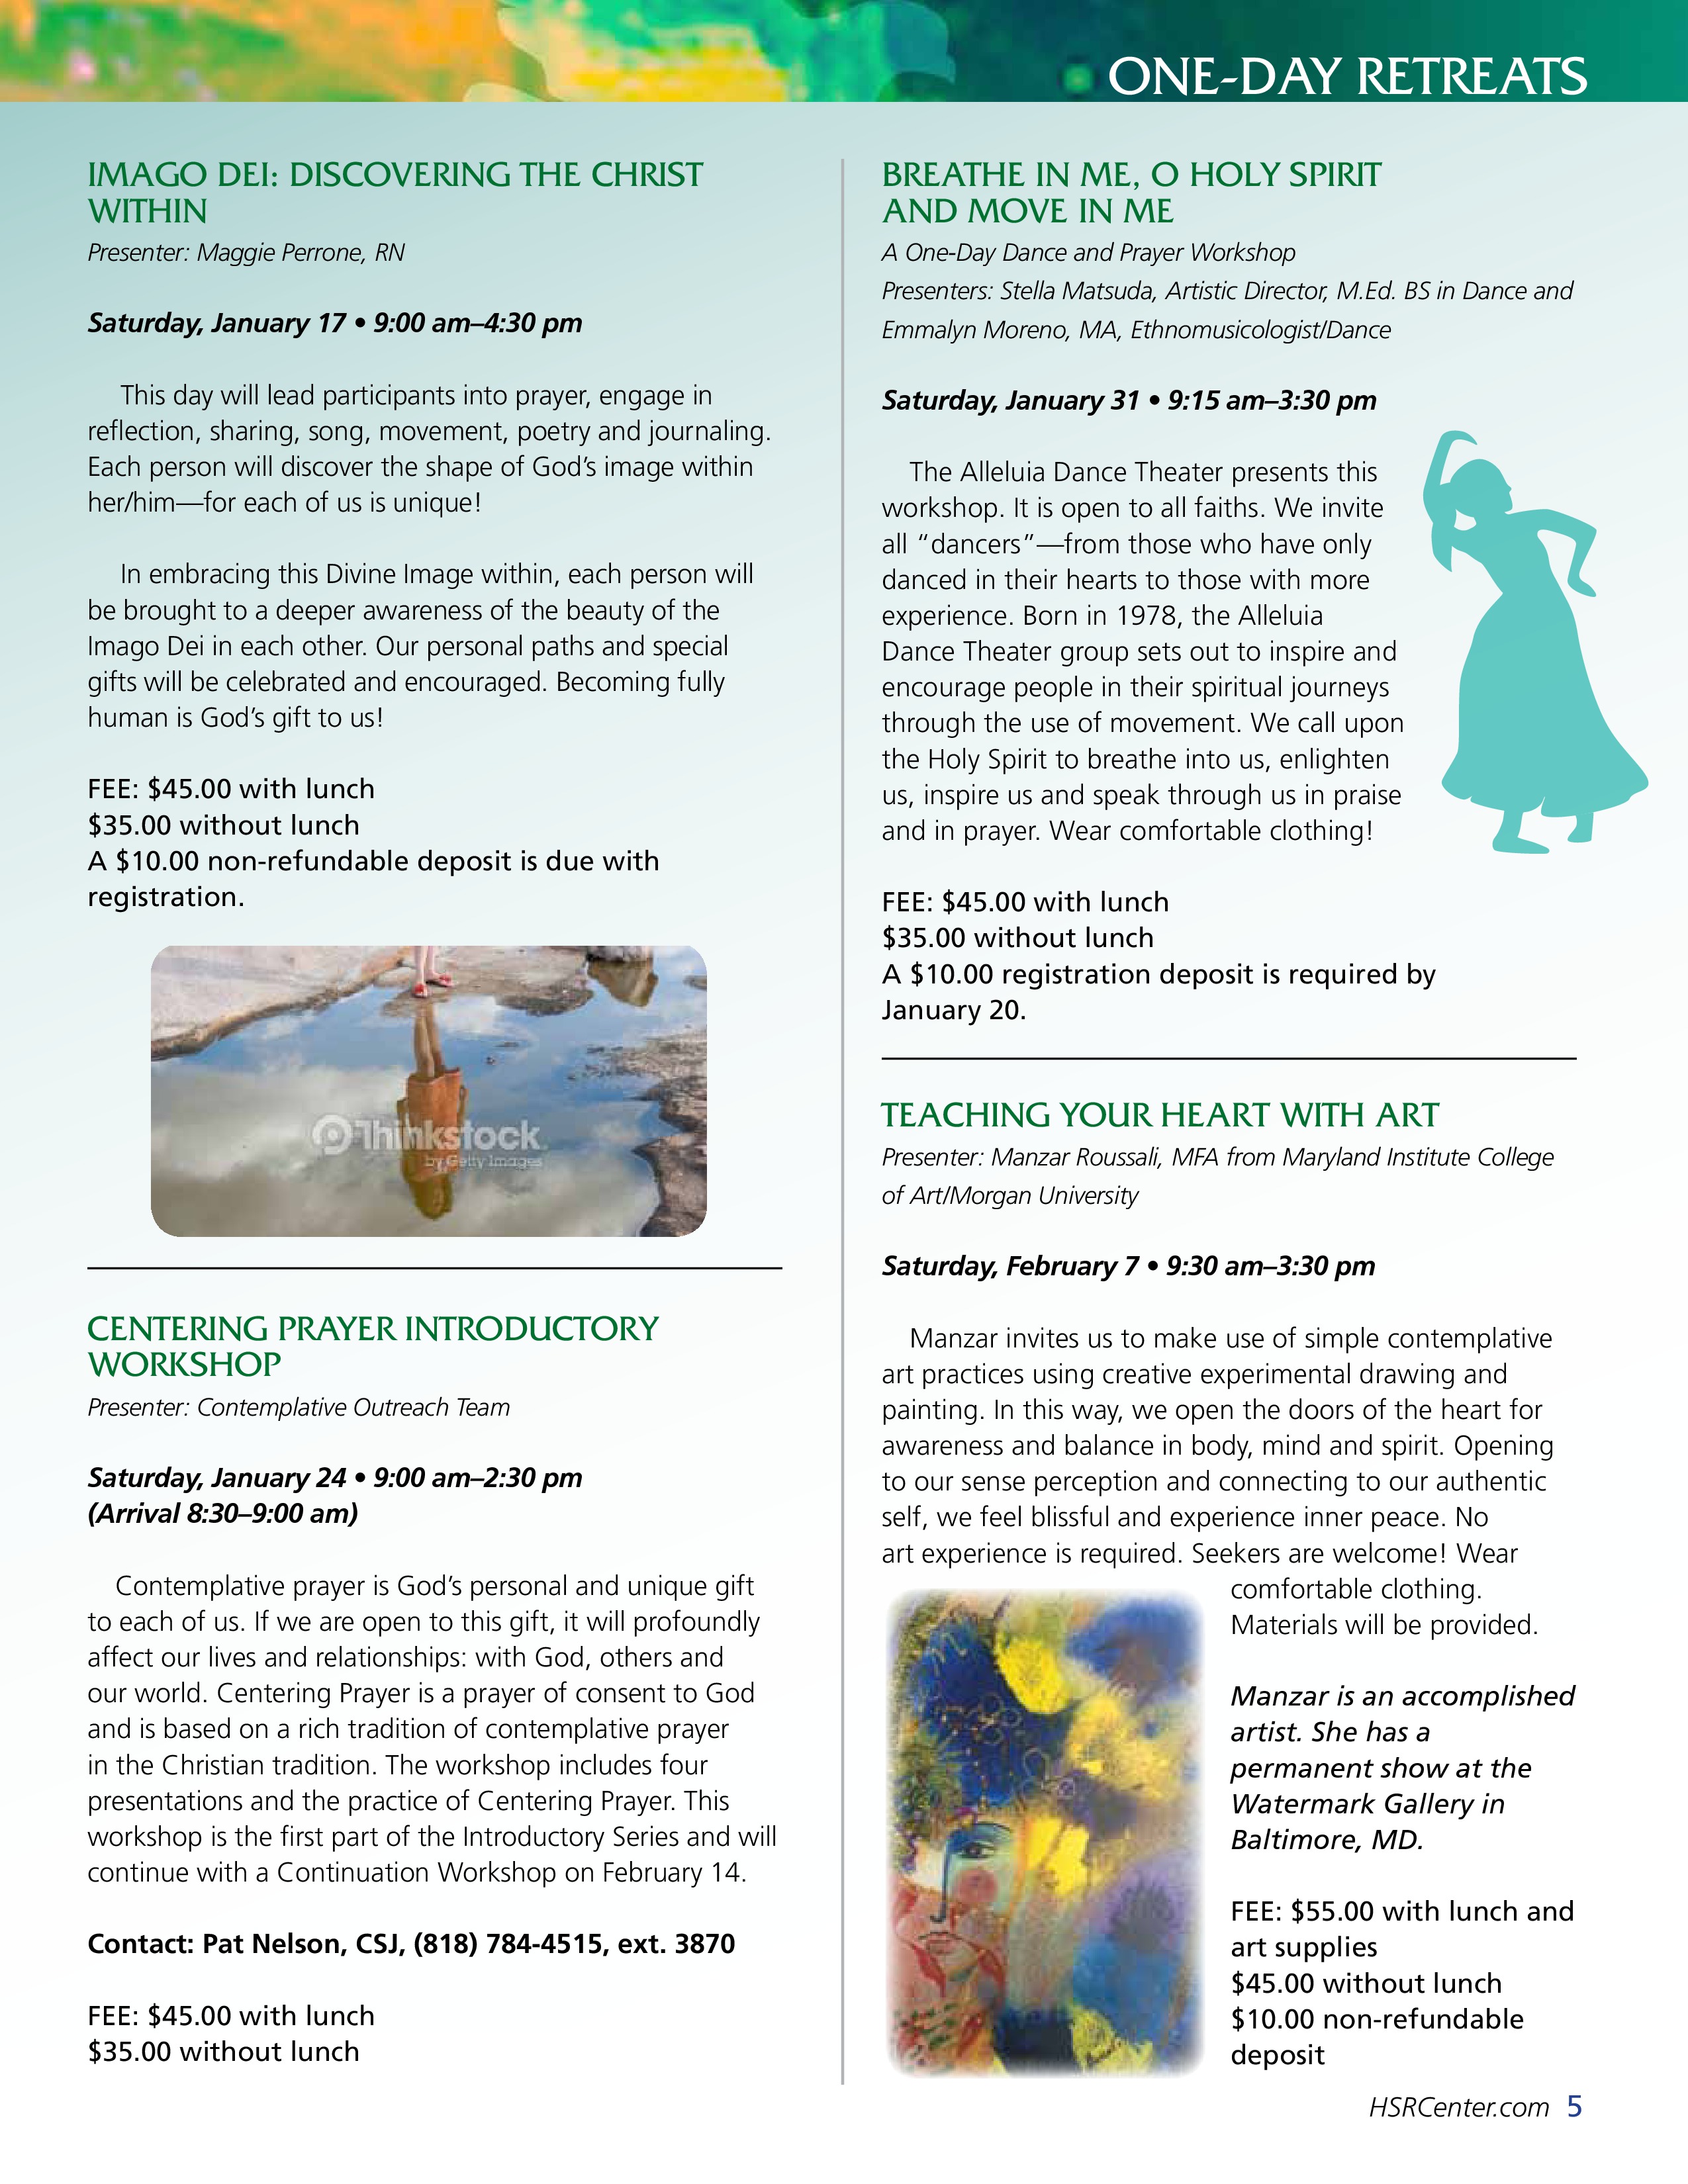 ONE-DAY RETREATS
IMAGO DEI: DISCOVERING THE CHRIST
WITHIN
Presenter: Maggie Perrone, RN
Saturday, January 17 • 9:00 am–4:30 pm
This day will lead participants into prayer, engage in
reflection, sharing, song, movement, poetry and journaling.
Each person will discover the shape of God’s image within
her/him—for each of us is unique!
In embracing this Divine Image within, each person will
be brought to a deeper awareness of the beauty of the
Imago Dei in each other. Our personal paths and special
gifts will be celebrated and encouraged. Becoming fully
human is God’s gift to us!
FEE: $45.00 with lunch
$35.00 without lunch
A $10.00 non-refundable deposit is due with
registration.
Thinkstock
by Getty Images
CENTERING PRAYER INTRODUCTORY
WORKSHOP
Presenter: Contemplative Outreach Team
Saturday, January 24 • 9:00 am–2:30 pm
(Arrival 8:30–9:00 am)
Contemplative prayer is God’s personal and unique gift
to each of us. If we are open to this gift, it will profoundly
affect our lives and relationships: with God, others and
our world. Centering Prayer is a prayer of consent to God
and is based on a rich tradition of contemplative prayer
in the Christian tradition. The workshop includes four
presentations and the practice of Centering Prayer. This
workshop is the first part of the Introductory Series and will
continue with a Continuation Workshop on February 14.
Contact: Pat Nelson, CSJ, (818) 784-4515, ext. 3870
FEE: $45.00 with lunch
$35.00 without lunch
BREATHE IN ME, O HOLY SPIRIT
AND MOVE IN ME
A One-Day Dance and Prayer Workshop
Presenters: Stella Matsuda, Artistic Director, M.Ed. BS in Dance and
Emmalyn Moreno, MA, Ethnomusicologist/Dance
Saturday, January 31 • 9:15 am–3:30 pm
The Alleluia Dance Theater presents this
workshop. It is open to all faiths. We invite
all “dancers”—from those who have only
danced in their hearts to those with more
experience. Born in 1978, the Alleluia
Dance Theater group sets out to inspire and
encourage people in their spiritual journeys
through the use of movement. We call upon
the Holy Spirit to breathe into us, enlighten
us, inspire us and speak through us in praise
and in prayer. Wear comfortable clothing!
FEE: $45.00 with lunch
$35.00 without lunch
A $10.00 registration deposit is required by
January 20.
TEACHING YOUR HEART WITH ART
Presenter: Manzar Roussali, MFA from Maryland Institute College
of Art/Morgan University
Saturday, February 7 • 9:30 am–3:30 pm
Manzar invites us to make use of simple contemplative
art practices using creative experimental drawing and
painting. In this way, we open the doors of the heart for
awareness and balance in body, mind and spirit. Opening
to our sense perception and connecting to our authentic
self, we feel blissful and experience inner peace. No
art experience is required. Seekers are welcome! Wear
comfortable clothing.
Materials will be provided.
Manzar is an accomplished
artist. She has a
permanent show at the
Watermark Gallery in
Baltimore, MD.
FEE: $55.00 with lunch and
art supplies
$45.00 without lunch
$10.00 non-refundable
deposit
HSRCenter.com 5